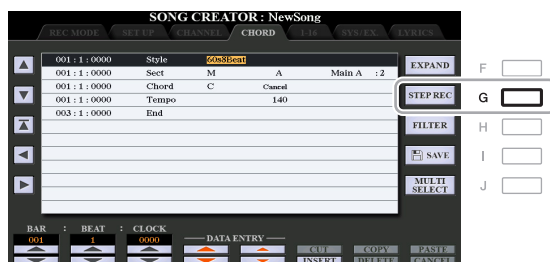 SONG CREATOR : NewSong
REC MODE SET UP CHANNEL CHORD 1-16 SYS/EX. LYRICS
001 : 1 : 0000 Style 60s8Beat
001 : 1 : 0000 Sect M A Main A : 2
001 : 1 : 0000 Chord C Cancel
001 : 1 : 0000 Tempo 140
003 : 1 : 0000 End
EXPAND F
STEP REC G
FILTER H
SAVE I
MULTI SELECT J
BAR : BEAT : CLOCK
001 1 0000 DATA ENTRY
CUT COPY PASTE
INSERT DELETE CANCEL